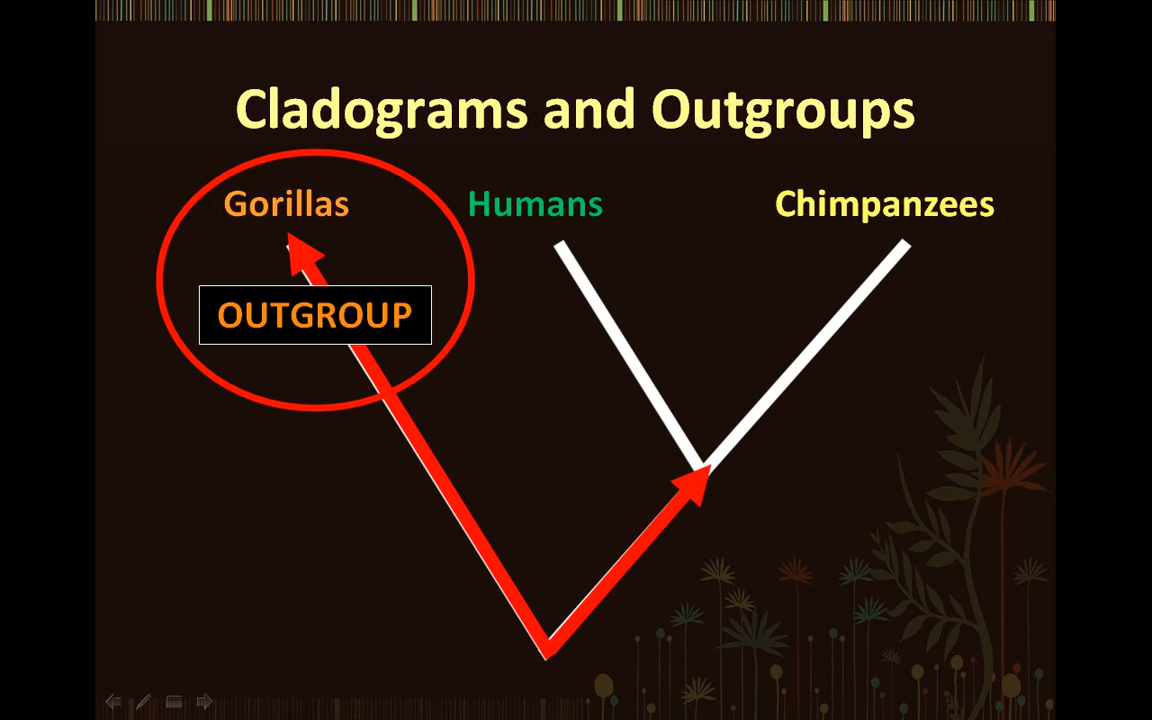 Cladograms and Outgroups
Gorillas
Humans
Chimpanzees
OUTGROUP